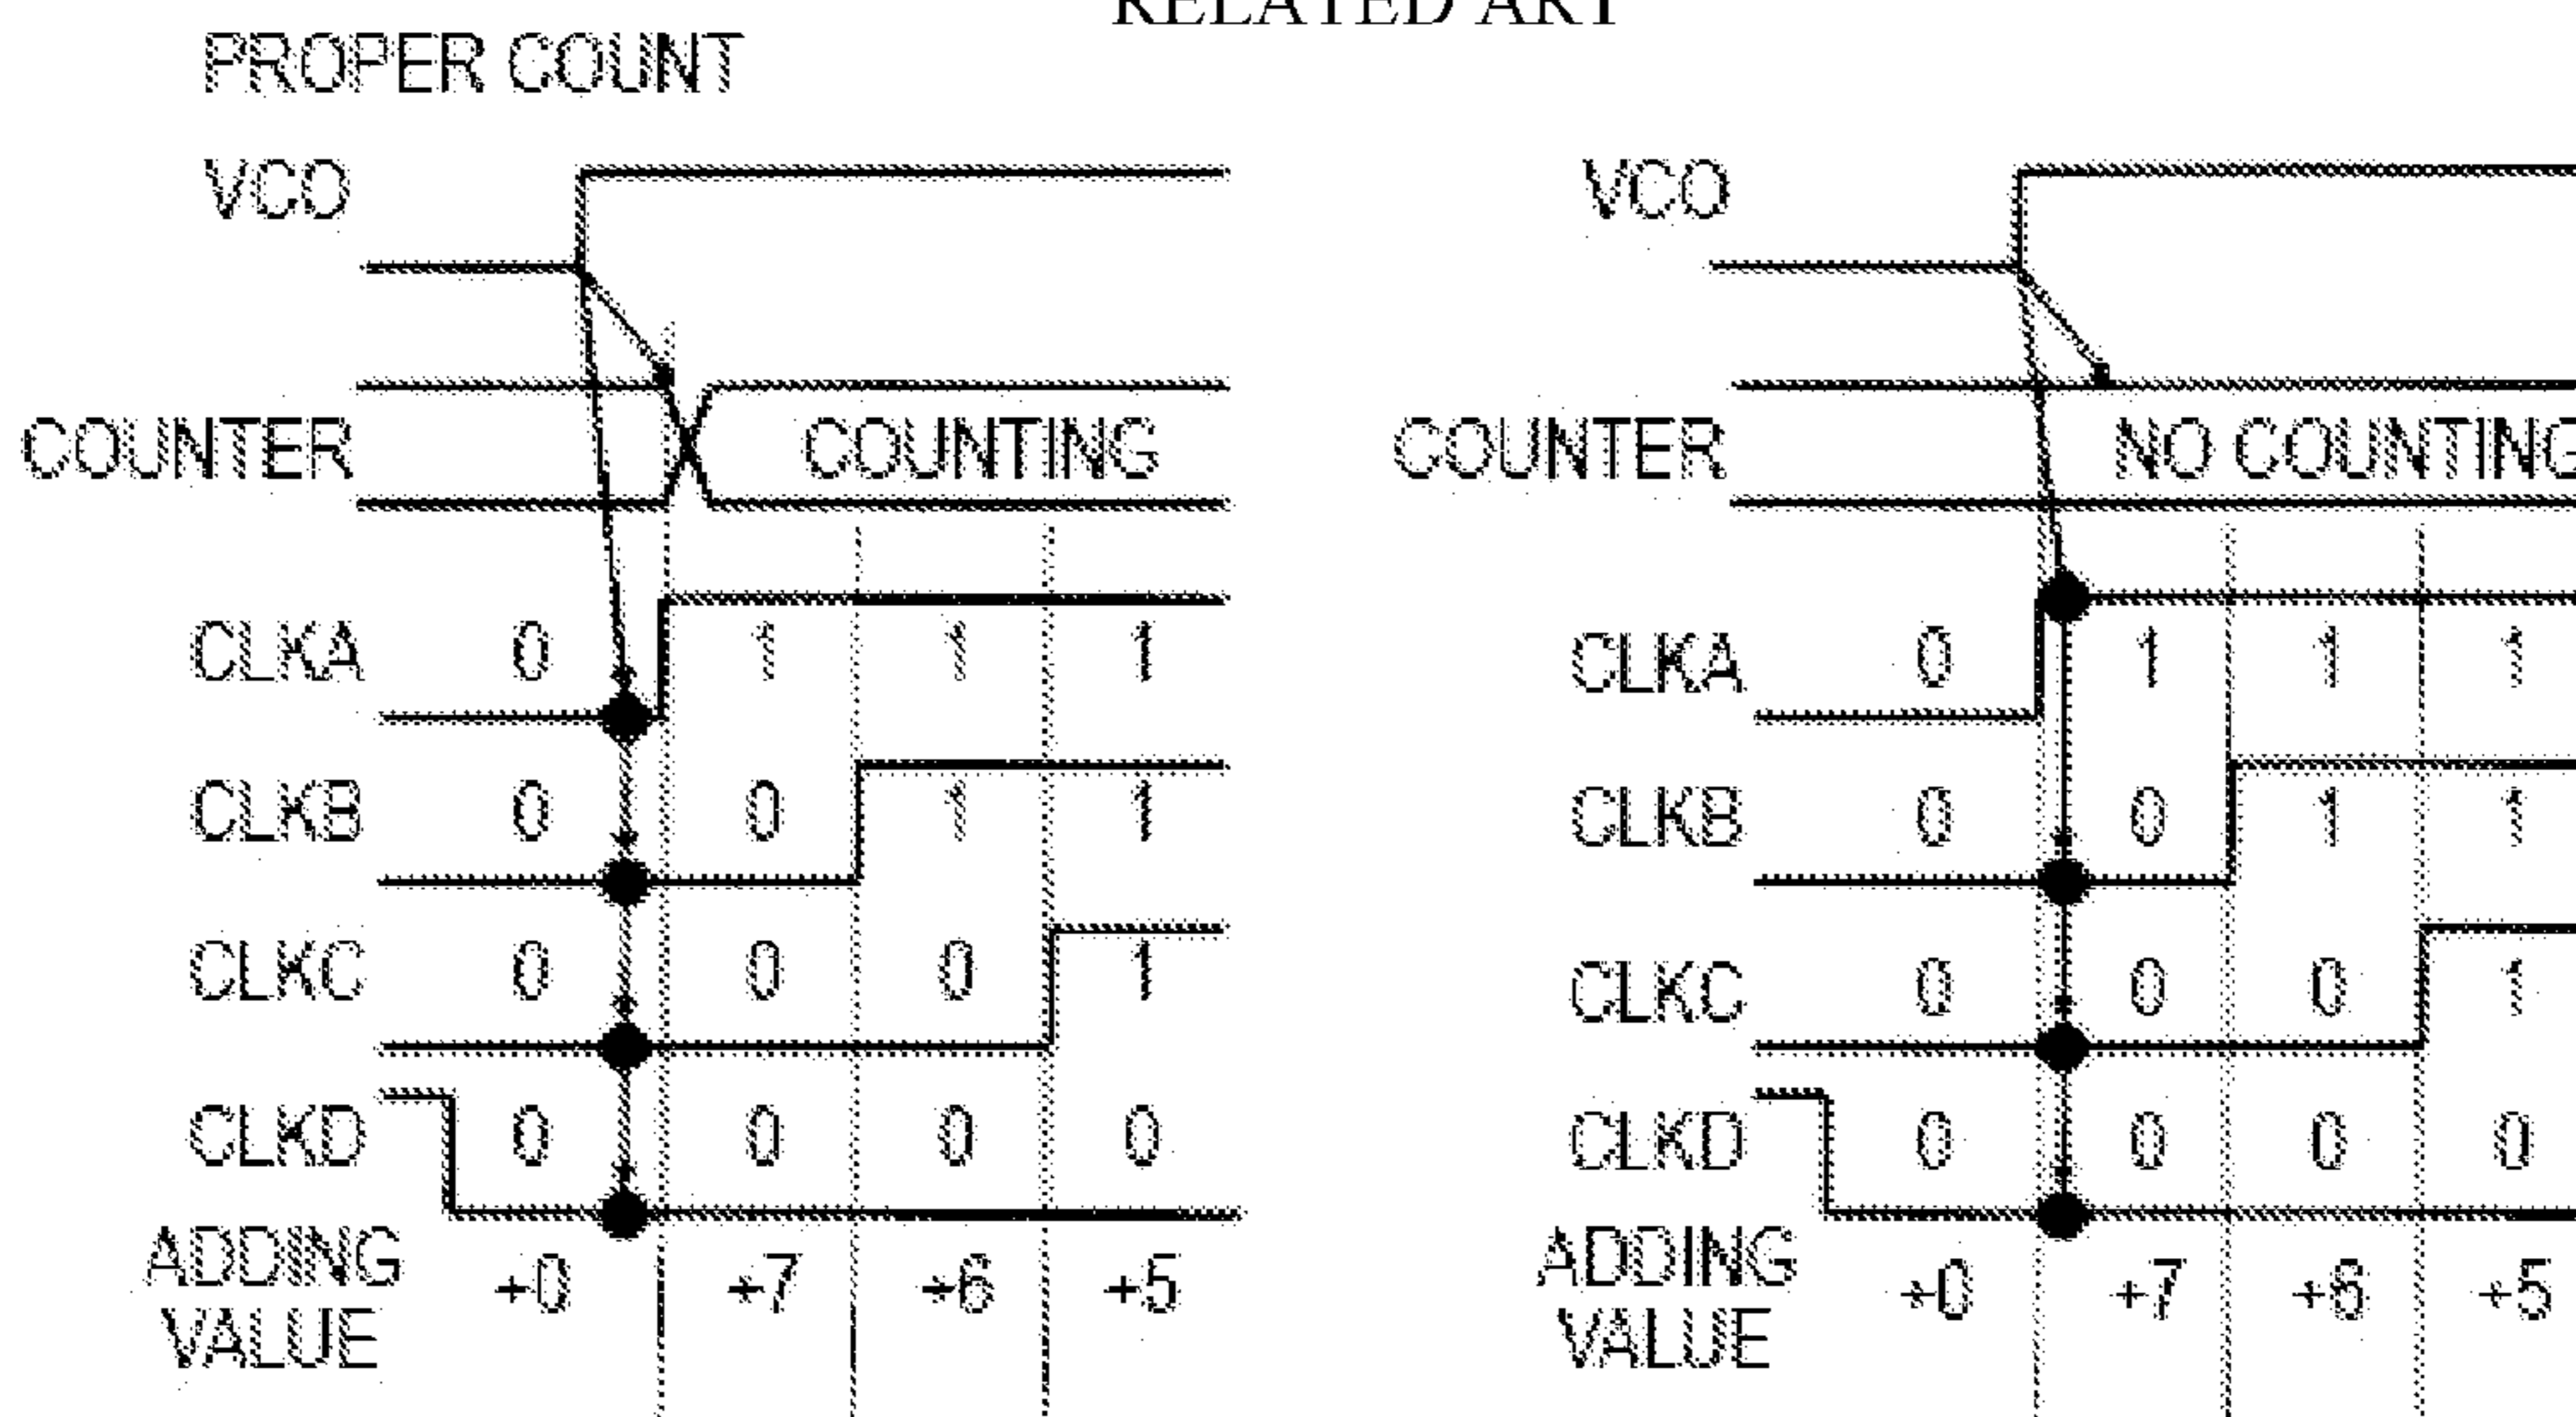 RELATED ART
PROPER COUNT
VCO
COUNTER COUNTING
CLKA 0 1 1 1
CLKB 0 0 1 1
CLKC 0 0 0 1
CLKD 0 0 0 0
ADDING VALUE +0 +7 +6 +5
VCO
COUNTER NO COUNTING
CLKA 0 1 1 1
CLKB 0 0 1 1
CLKC 0 0 0 1
CLKD 0 0 0 0
ADDING VALUE +0 +7 +6 +5